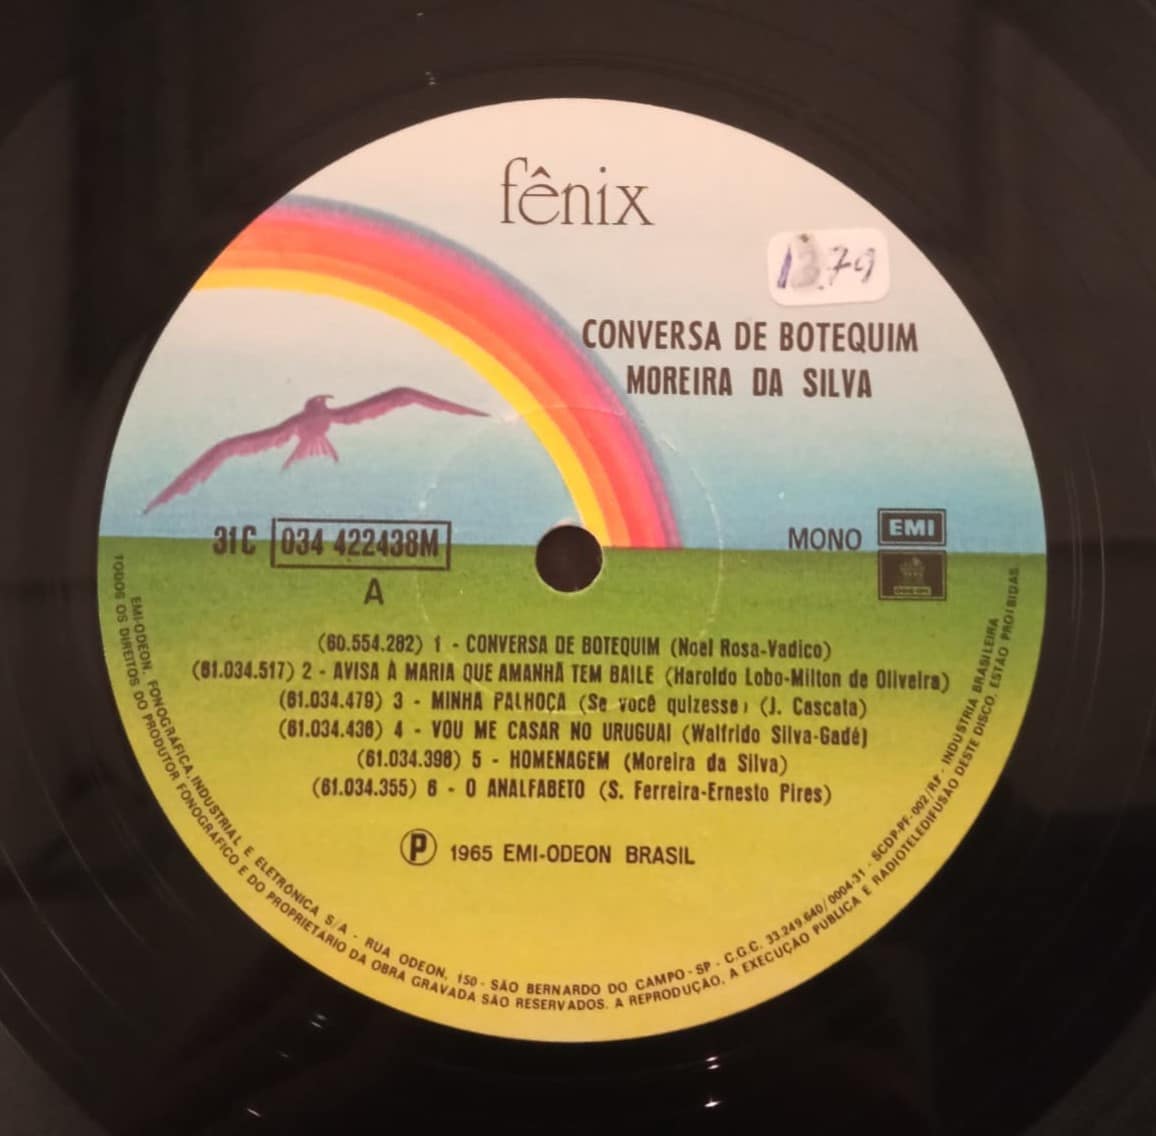 fênix
13.79
CONVERSA DE BOTEQUIM
MOREIRA DA SILVA
31C 034 422438M
A
MONO EMI
ODEON
(60.554.282) 1 - CONVERSA DE BOTEQUIM (Noel Rosa-Vadico)
(61.034.517) 2 - AVISA À MARIA QUE AMANHÃ TEM BAILE (Haroldo Lobo-Milton de Oliveira)
(61.034.479) 3 - MINHA PALHOÇA (Se você quizesse) (J. Cascata)
(61.034.436) 4 - VOU ME CASAR NO URUGUAI (Walfrido Silva-Gadé)
(61.034.398) 5 - HOMENAGEM (Moreira da Silva)
(61.034.355) 6 - O ANALFABETO (S. Ferreira-Ernesto Pires)
P 1965 EMI-ODEON BRASIL
EMI-ODEON, FONOGRÁFICA, INDUSTRIAL E ELETRÔNICA S/A - RUA ODEON, 150 - SÃO BERNARDO DO CAMPO - SP - C.G.C. 33.249.640/0004-31 - SCDP-PF-002/RF - INDUSTRIA BRASILEIRA
TODOS OS DIREITOS DO PRODUTOR FONOGRÁFICO E DO PROPRIETÁRIO DA OBRA GRAVADA SÃO RESERVADOS. A REPRODUÇÃO, A EXECUÇÃO PÚBLICA E RADIOTELEDIFUSÃO DESTE DISCO, ESTÃO PROIBIDAS